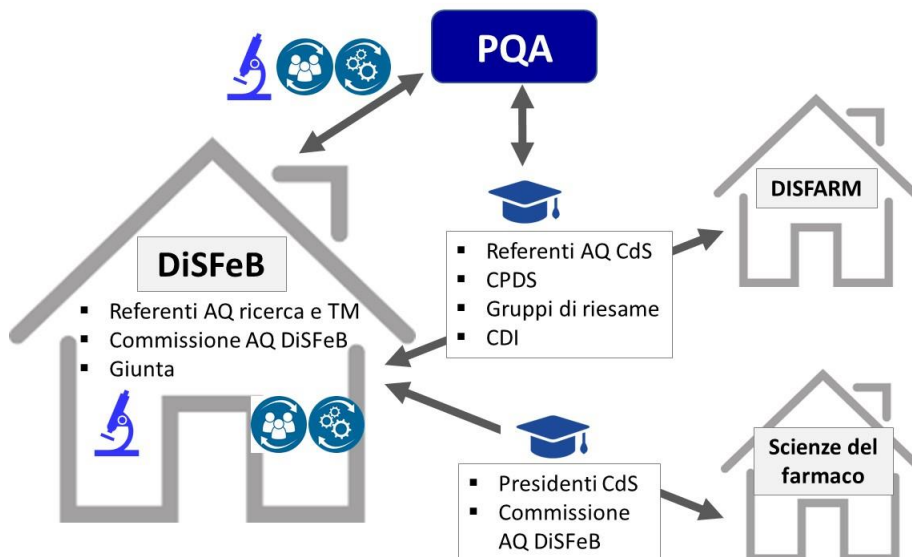 PQA
DISFARM
DiSFeB
▪ Referenti AQ ricerca e TM
▪ Commissione AQ DiSFeB
▪ Giunta
▪ Referenti AQ CdS
▪ CPDS
▪ Gruppi di riesame
▪ CDI
▪ Presidenti CdS
▪ Commissione
AQ DiSFeB
Scienze del
farmaco